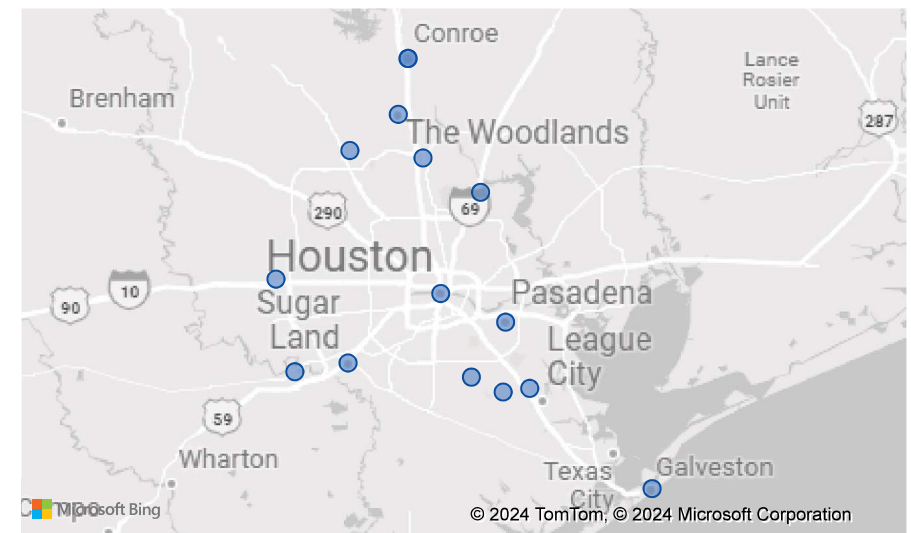 Conroe
Lance
Rosier
Unit
Brenham
287
The Woodlands
290
69
Houston
10
90
Sugar
Land
Pasadena
League
City
59
Wharton
Texas
City
Galveston
Microsoft Bing
© 2024 TomTom, © 2024 Microsoft Corporation